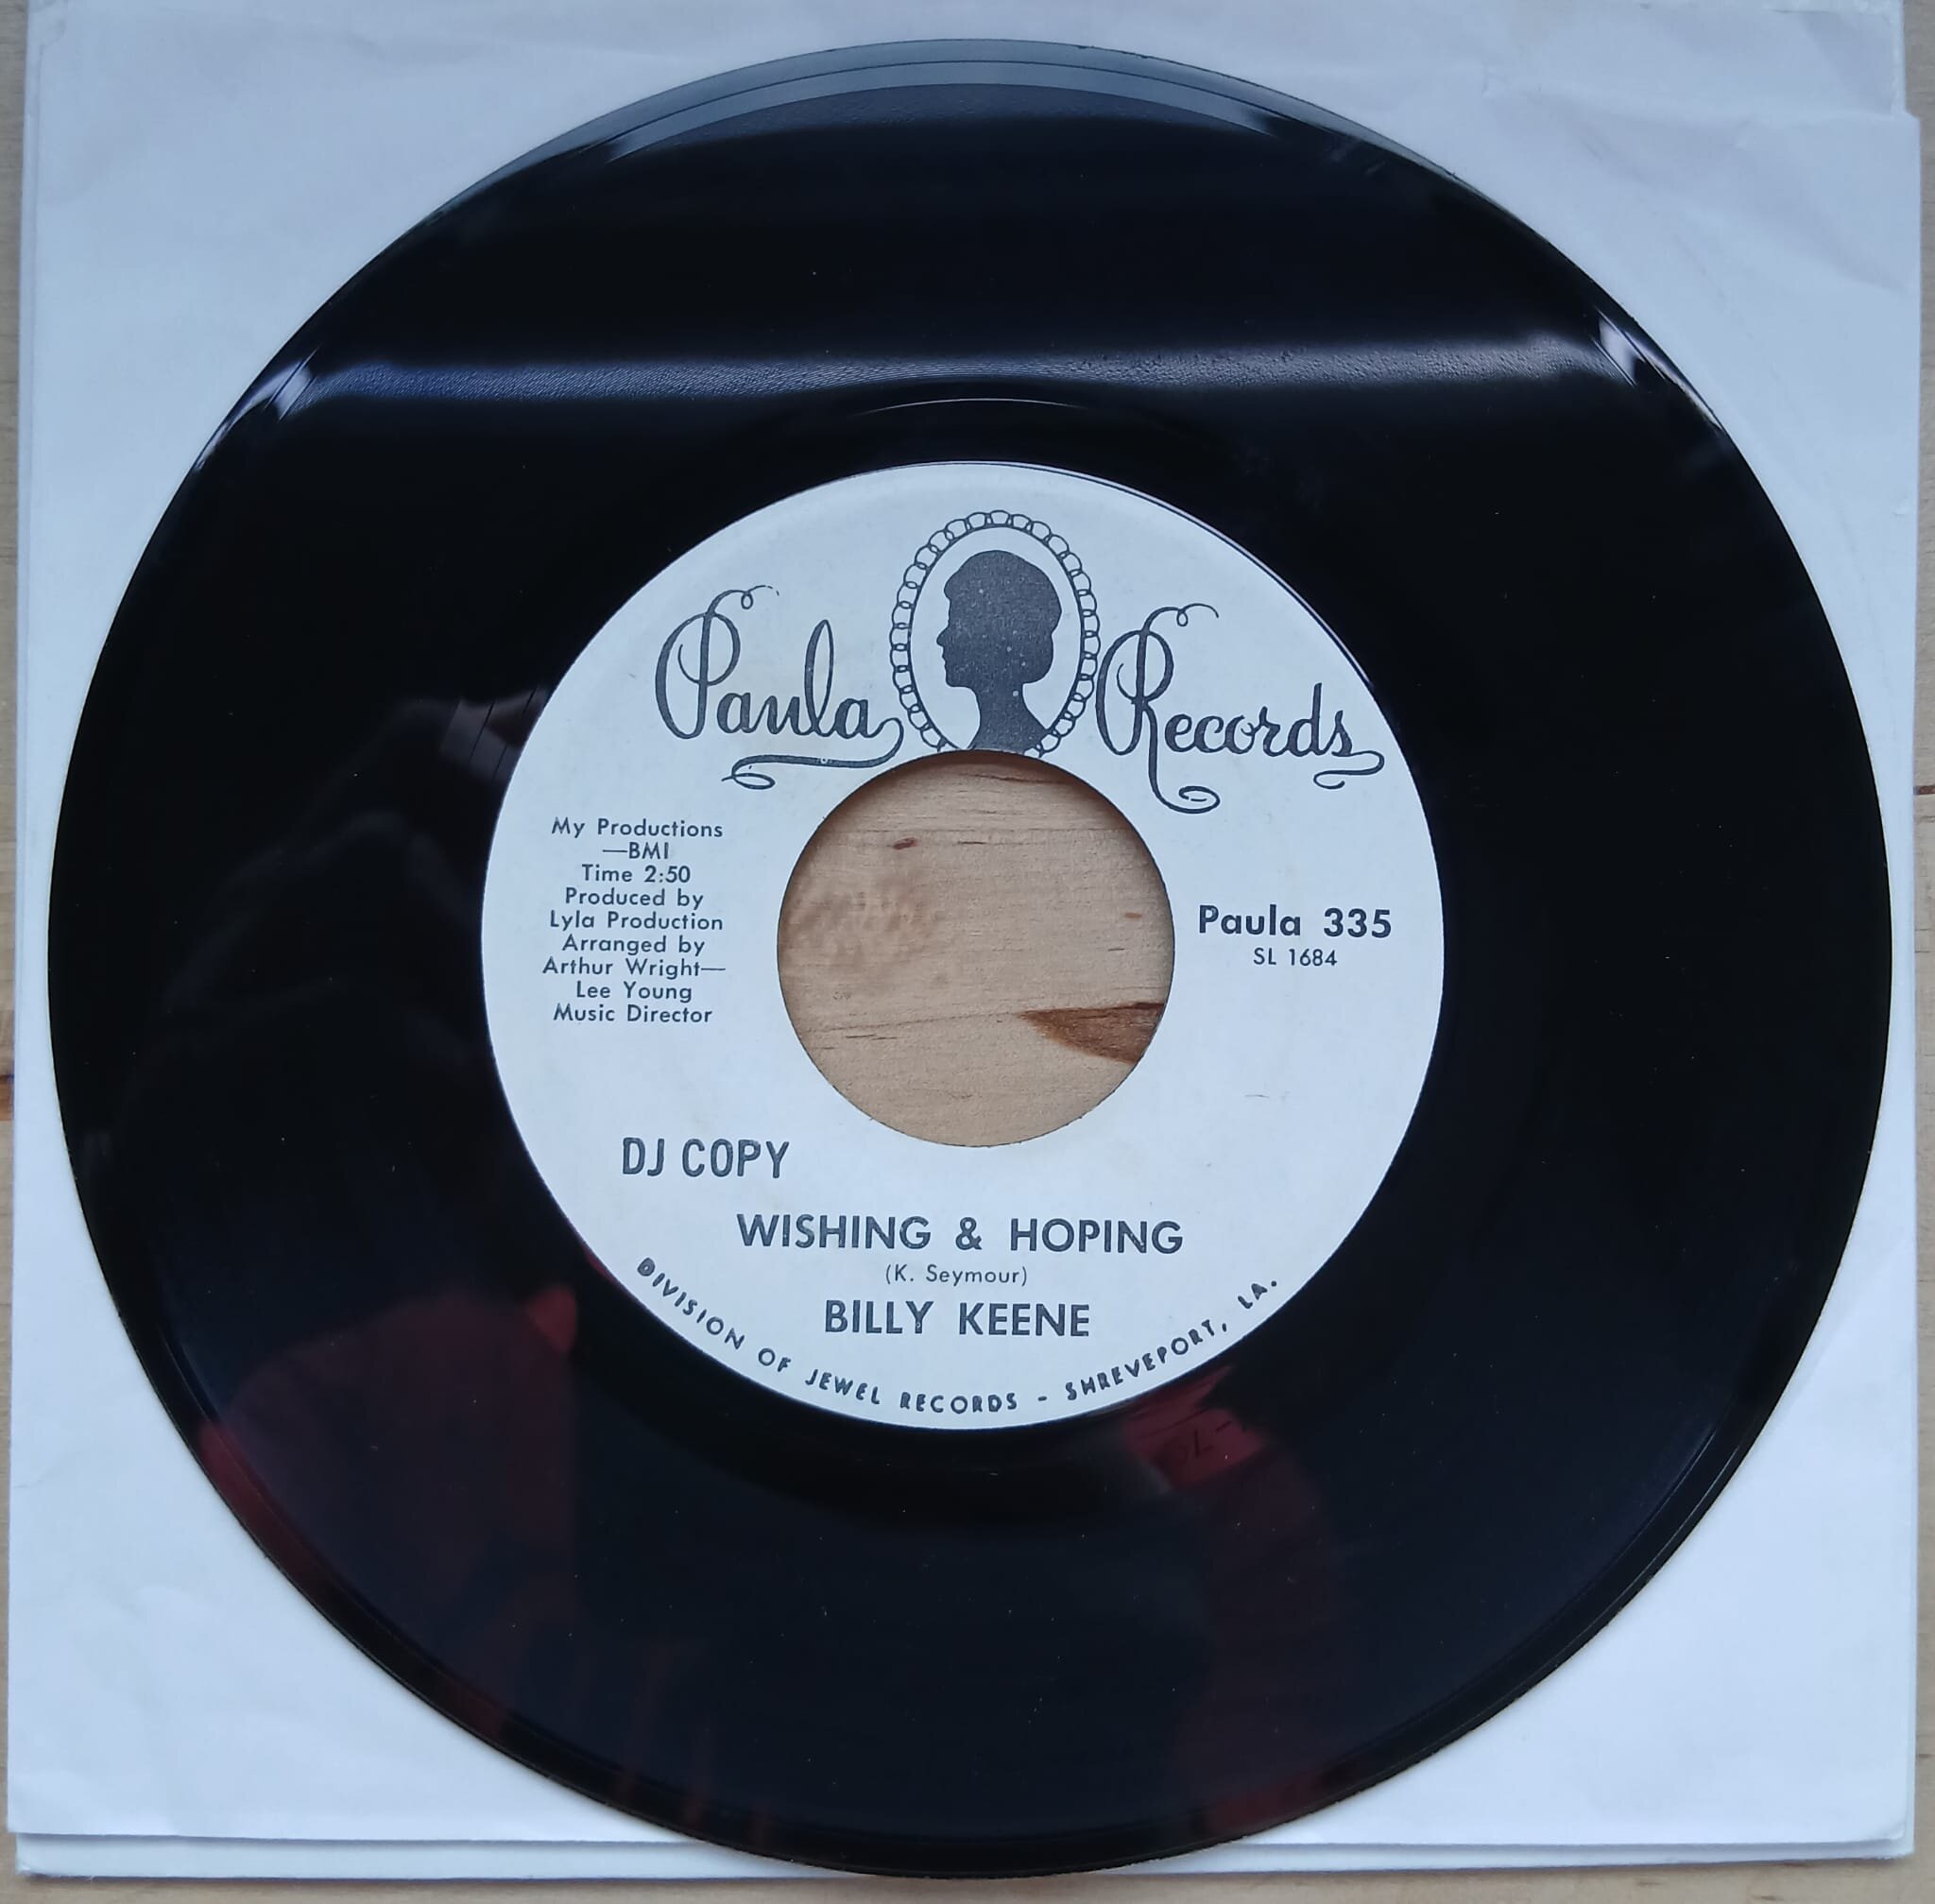 Paula Records
My Productions
—BMI
Time 2:50
Produced by
Lyla Production
Arranged by
Arthur Wright—
Lee Young
Music Director
Paula 335
SL 1684
DJ COPY
WISHING & HOPING
(K. Seymour)
BILLY KEENE
DIVISION OF JEWEL RECORDS - SHREVEPORT, LA.